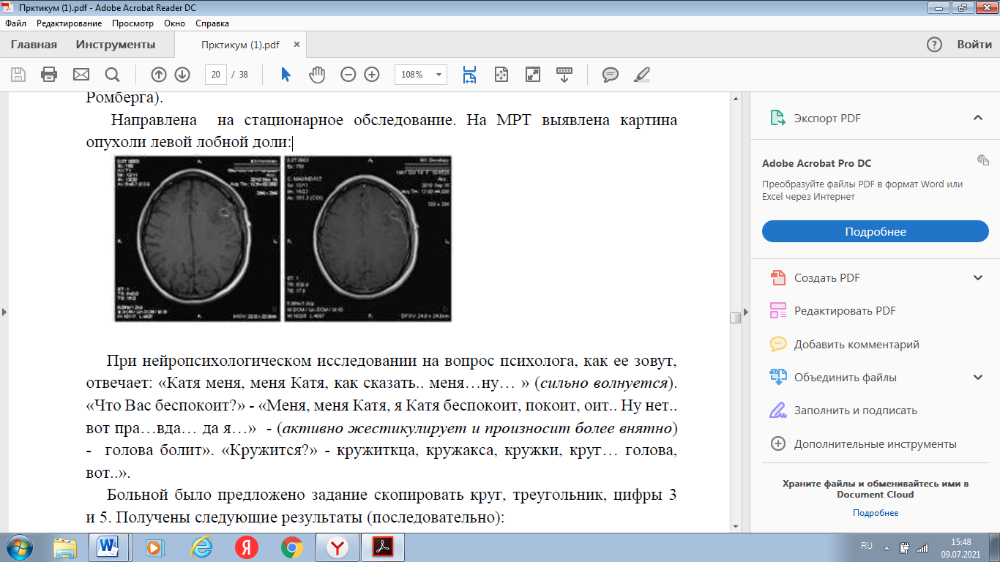 Прктикум (1).pdf - Adobe Acrobat Reader DC
Файл Редактирование Просмотр Окно Справка
Главная Инструменты Прктикум (1).pdf × Войти
20 / 38 108%
Ромберга).
Направлена на стационарное обследование. На МРТ выявлена картина
опухоли левой лобной доли:
При нейропсихологическом исследовании на вопрос психолога, как ее зовут,
отвечает: «Катя меня, меня Катя, как сказать.. меня…ну… » (сильно волнуется).
«Что Вас беспокоит?» - «Меня, меня Катя, я Катя беспокоит, покоит, оит.. Ну нет..
вот пра…вда… да я…» - (активно жестикулирует и произносит более внятно)
- голова болит». «Кружится?» - кружиткца, кружакса, кружки, круг… голова,
вот..».
Больной было предложено задание скопировать круг, треугольник, цифры 3
и 5. Получены следующие результаты (последовательно):
Экспорт PDF
Adobe Acrobat Pro DC
Преобразуйте файлы PDF в формат Word или
Excel через Интернет
Подробнее
Создать PDF
Редактировать PDF
Добавить комментарий
Объединить файлы
Заполнить и подписать
Дополнительные инструменты
Храните файлы и обменивайтесь ими в
Document Cloud
Подробнее
RU
15:48
09.07.2021